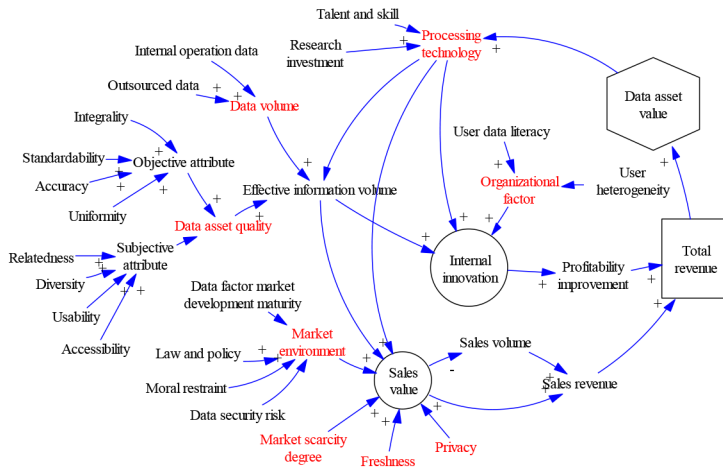 Talent and skill
Processing
technology
Internal operation data
Research
investment
Outsourced data
Data volume
Data asset
value
Integrality
User data literacy
Standardability
Objective attribute
Accuracy
Effective information volume
Organizational
factor
User
heterogeneity
Uniformity
Data asset quality
Subjective
attribute
Relatedness
Diversity
Usability
Accessibility
Internal
innovation
Profitability
improvement
Total
revenue
Data factor market
development maturity
Market
environment
Law and policy
Moral restraint
Data security risk
Sales
value
Sales volume
Sales revenue
Market scarcity
degree
Freshness
Privacy